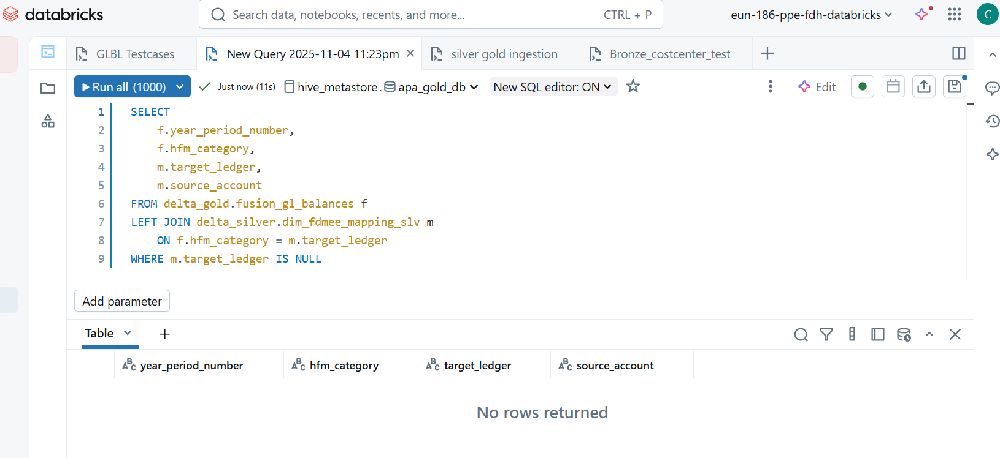 databricks
Search data, notebooks, recents, and more...
CTRL + P
eun-186-ppe-fdh-databricks
C
GLBL Testcases
New Query 2025-11-04 11:23pm
silver gold ingestion
Bronze_costcenter_test
Run all (1000)
Just now (11s)
hive_metastore.
apa_gold_db
New SQL editor: ON
Edit
1 SELECT
2 f.year_period_number,
3 f.hfm_category,
4 m.target_ledger,
5 m.source_account
6 FROM delta_gold.fusion_gl_balances f
7 LEFT JOIN delta_silver.dim_fdmee_mapping_slv m
8 ON f.hfm_category = m.target_ledger
9 WHERE m.target_ledger IS NULL
Add parameter
Table
ABC year_period_number
ABC hfm_category
ABC target_ledger
ABC source_account
No rows returned